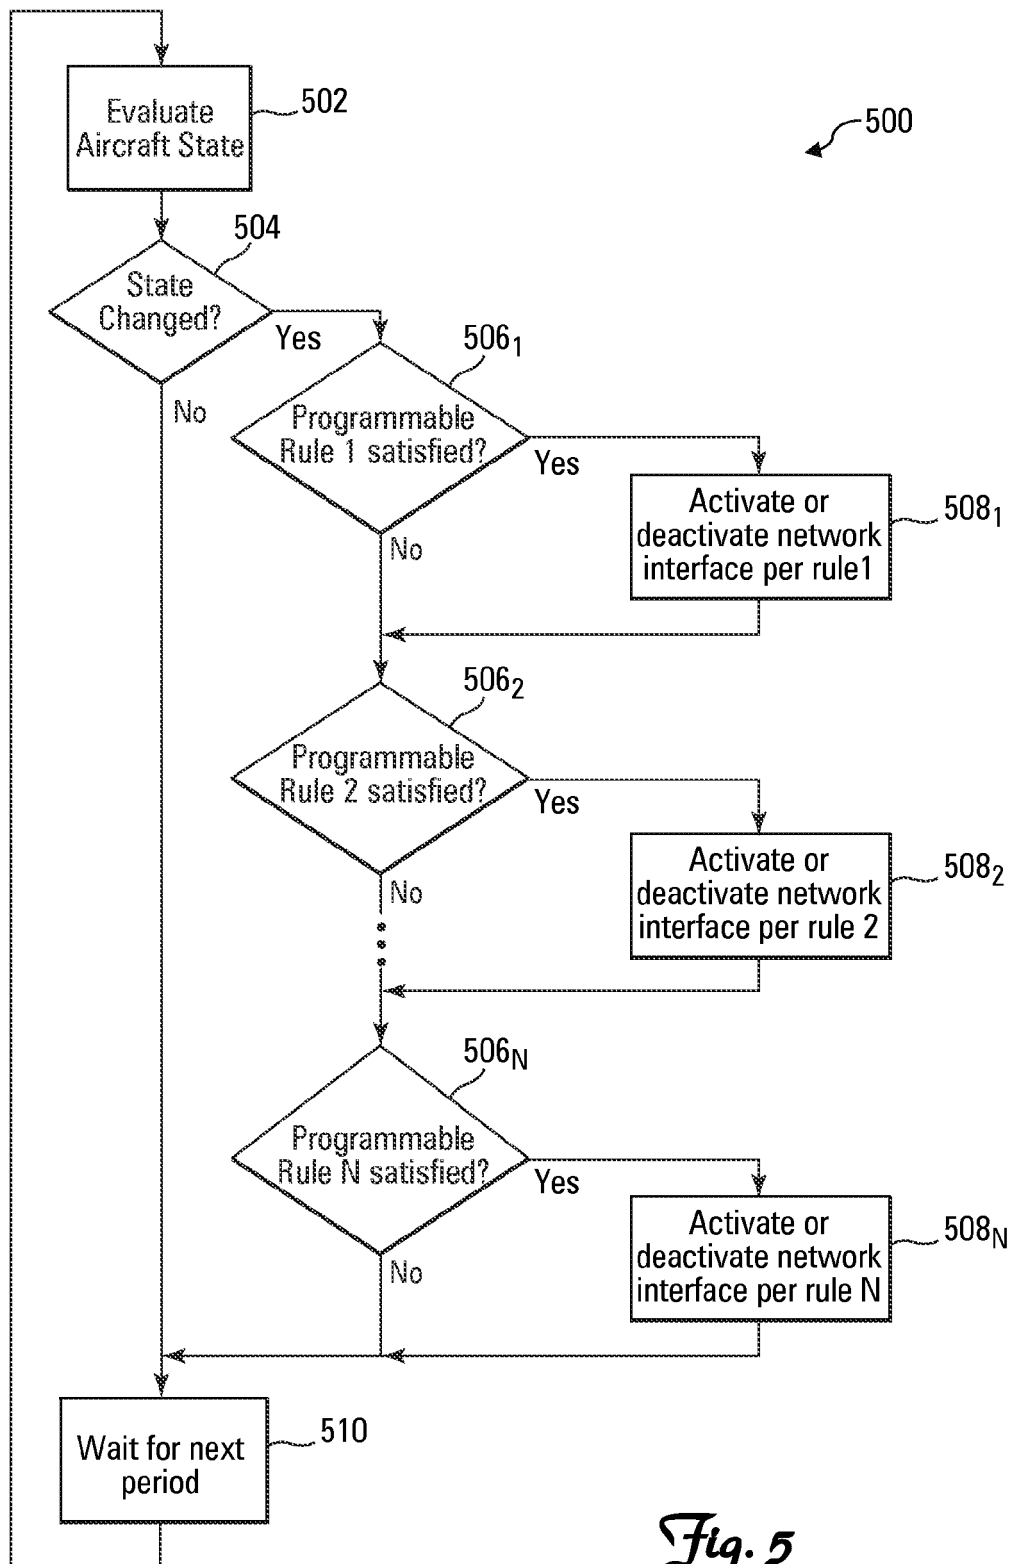 Evaluate
Aircraft State
502
500
504
State
Changed?
Yes
No
506₁
Programmable
Rule 1 satisfied?
Yes
No
508₁
Activate or
deactivate network
interface per rule1
506₂
Programmable
Rule 2 satisfied?
Yes
No
508₂
Activate or
deactivate network
interface per rule 2
506N
Programmable
Rule N satisfied?
Yes
No
508N
Activate or
deactivate network
interface per rule N
Wait for next
period
510
Fig. 5